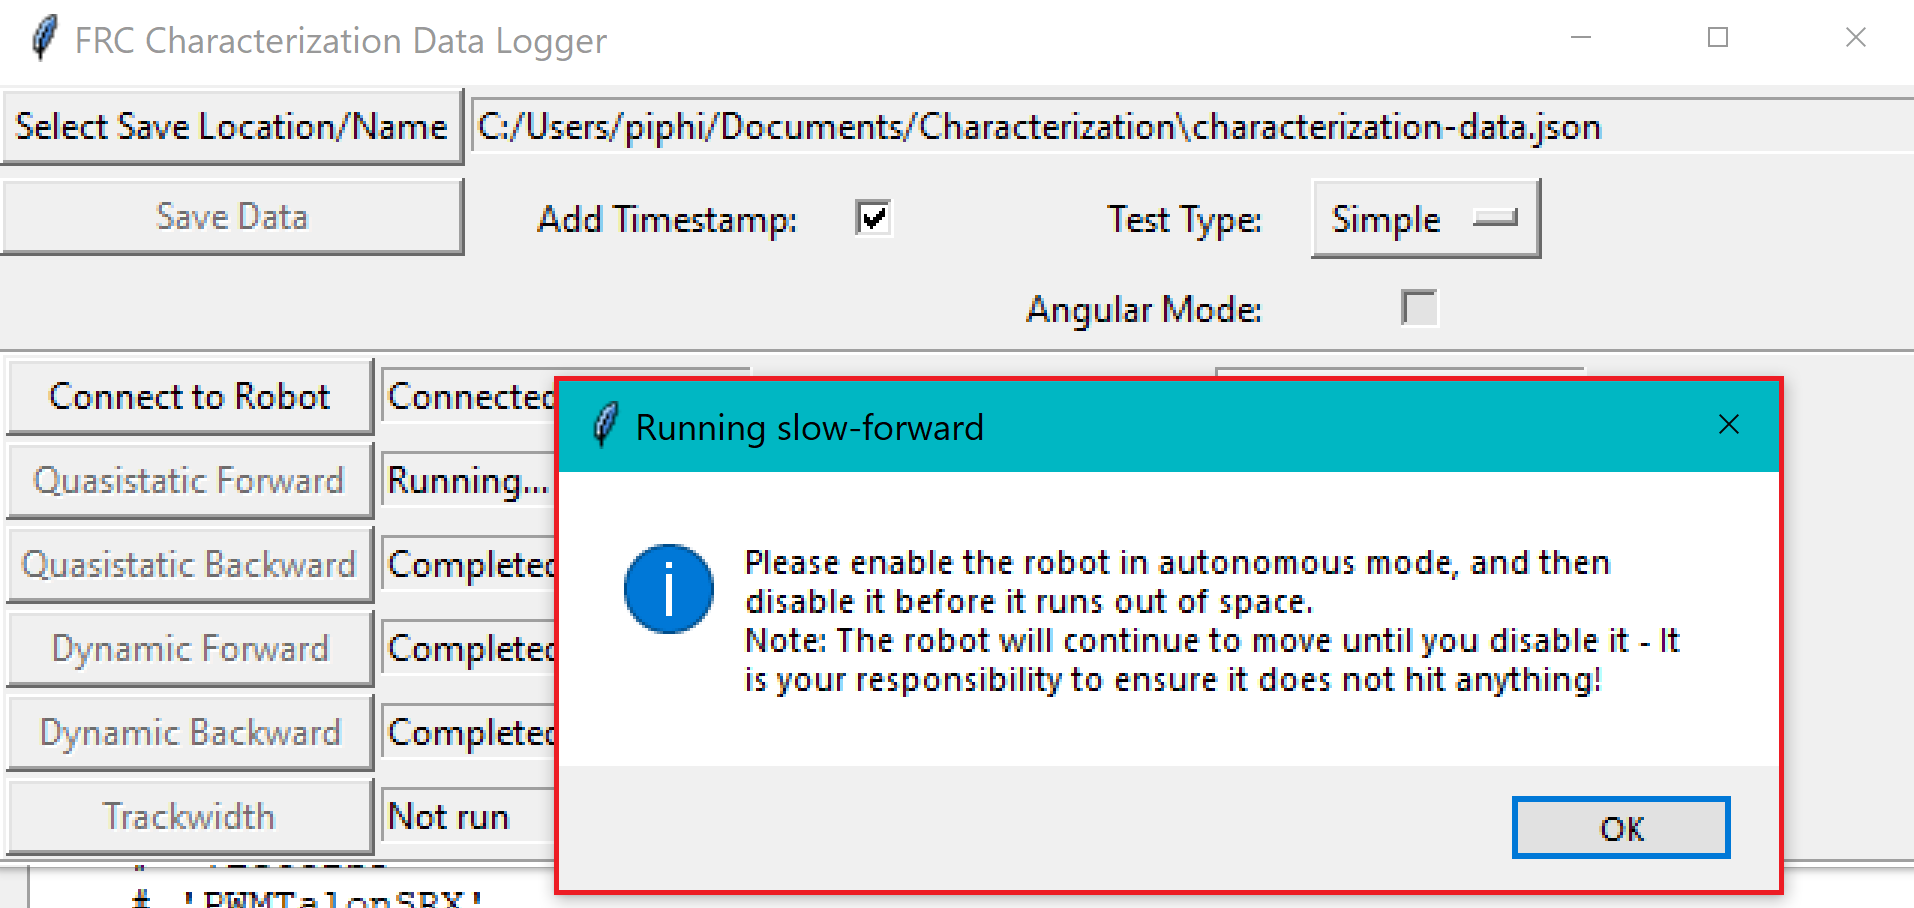 FRC Characterization Data Logger
Select Save Location/Name C:/Users/piphi/Documents/Characterization\characterization-data.json
Save Data Add Timestamp: Test Type: Simple
Angular Mode:
Connect to Robot Connected
Quasistatic Forward Running...
Quasistatic Backward Completed
Dynamic Forward Completed
Dynamic Backward Completed
Trackwidth Not run
Running slow-forward
Please enable the robot in autonomous mode, and then
disable it before it runs out of space.
Note: The robot will continue to move until you disable it - It
is your responsibility to ensure it does not hit anything!
OK
# 'PWMTalonSRX'